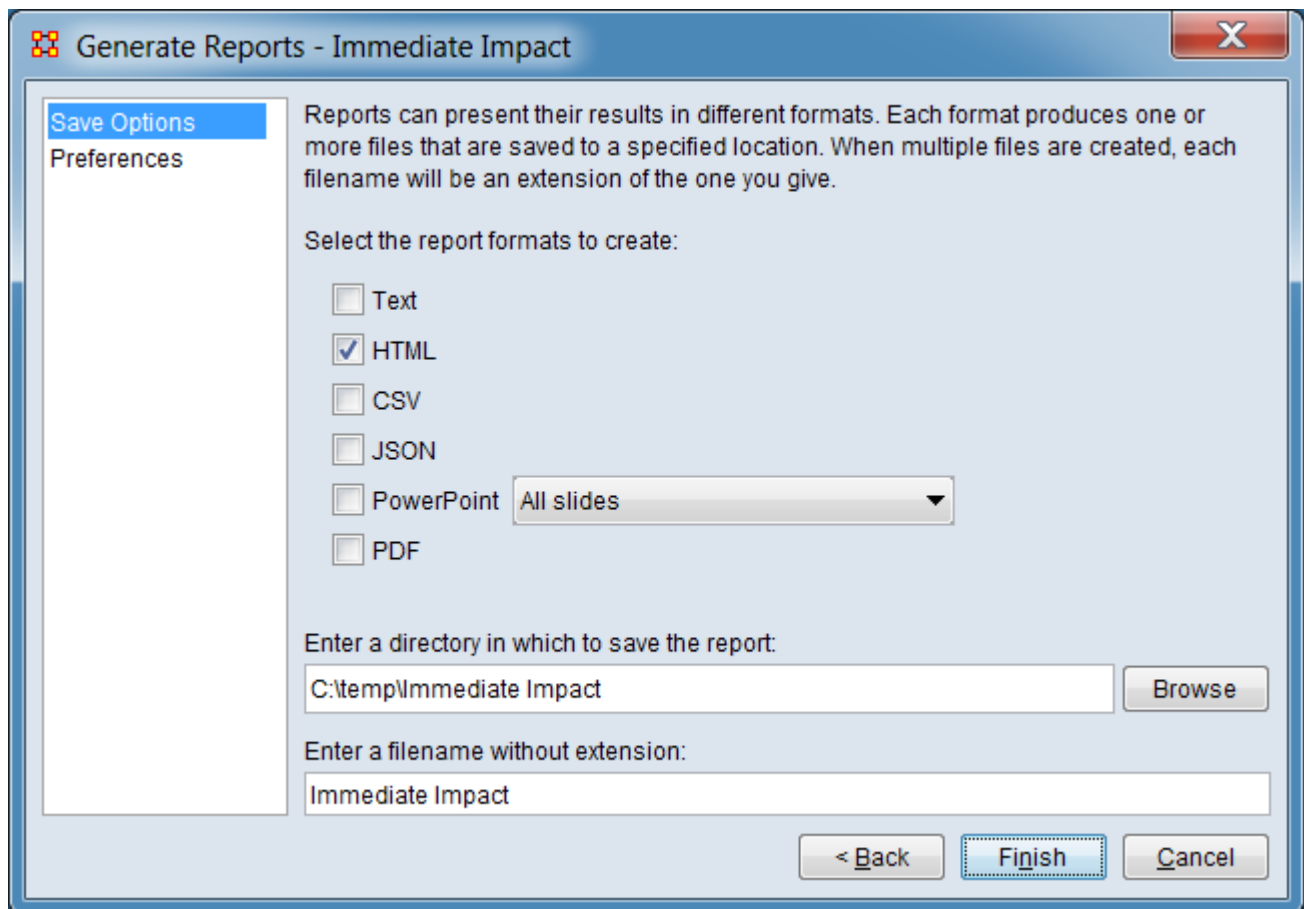 Generate Reports - Immediate Impact
X
Save Options
Preferences
Reports can present their results in different formats. Each format produces one or
more files that are saved to a specified location. When multiple files are created, each
filename will be an extension of the one you give.
Select the report formats to create:
Text
HTML
CSV
JSON
PowerPoint All slides
PDF
Enter a directory in which to save the report:
C:\temp\Immediate Impact Browse
Enter a filename without extension:
Immediate Impact
< Back Finish Cancel